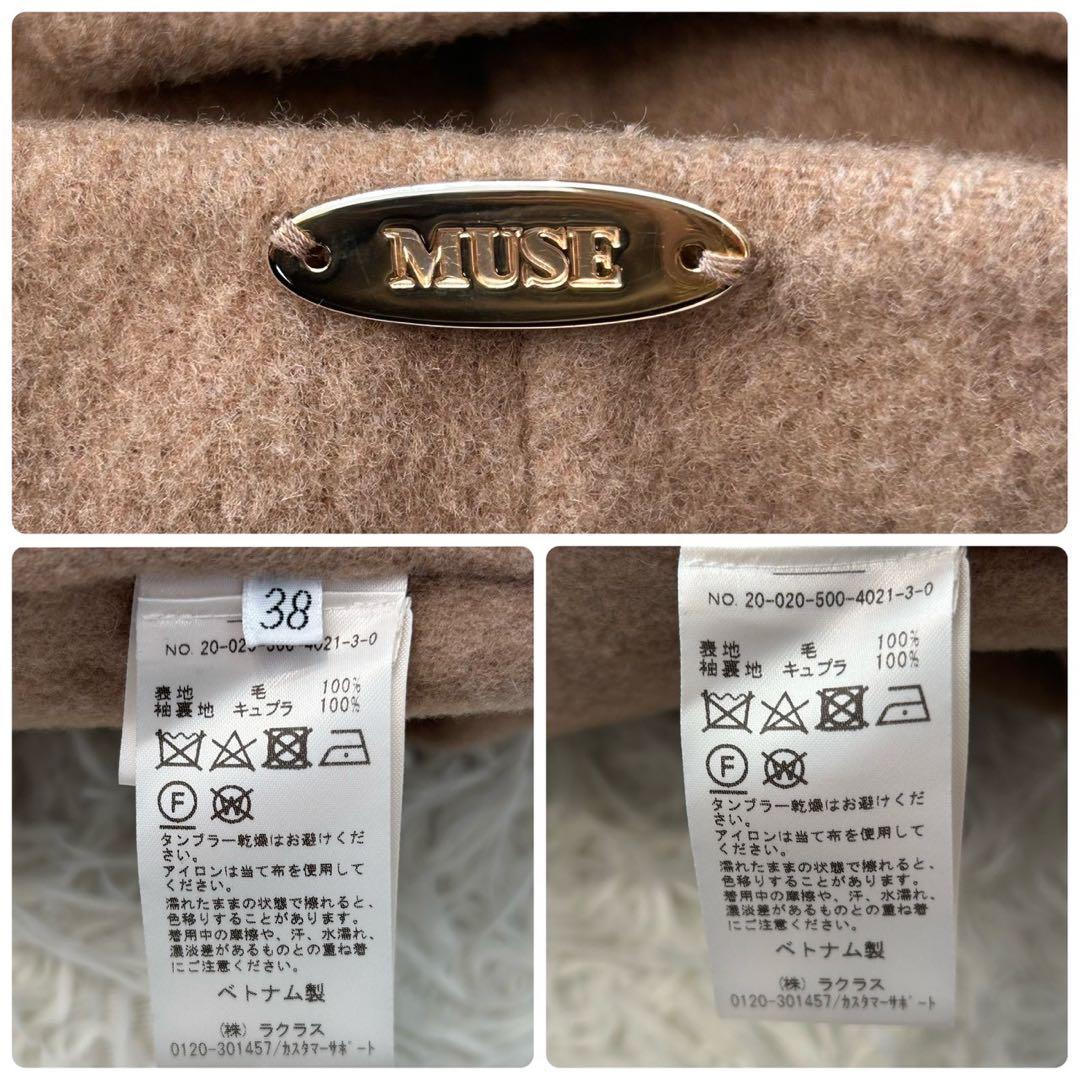 MUSE
38
NO. 20-020-500-4021-3-0
表地 毛 100%
袖裏地 キュプラ 100%
F
W
タンブラー乾燥はお避けくだ
さい。
アイロンは当て布を使用して
ください。
濡れたままの状態で擦れると、
色移りすることがあります。
着用中の摩擦や、汗、水濡れ、
濃淡差があるものとの重ね着
にご注意ください。
ベトナム製
(株) ラクラス
0120-301457/カスタマーサポート
NO. 20-020-500-4021-3-0
表地 毛 100%
袖裏地 キュプラ 100%
F
W
タンブラー乾燥はお避けくだ
さい。
アイロンは当て布を使用して
ください。
濡れたままの状態で擦れると、
色移りすることがあります。
着用中の摩擦や、汗、水濡れ、
濃淡差があるものとの重ね着
にご注意ください。
ベトナム製
(株) ラクラス
0120-301457/カスタマーサポート